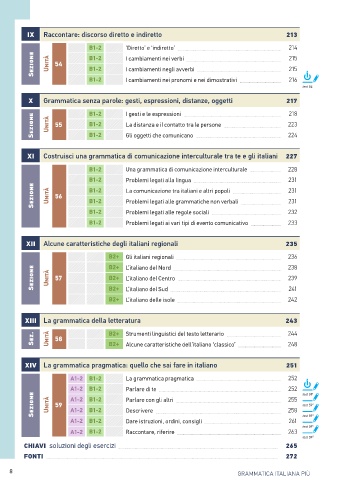 IX Raccontare: discorso diretto e indiretto 213
SEZIONE UNITÀ 54
B1-2 'Diretto' e 'indiretto' 214
B1-2 I cambiamenti nei verbi 215
B1-2 I cambiamenti negli avverbi 215
B1-2 I cambiamenti nei pronomi e nei dimostrativi 216
X Grammatica senza parole: gesti, espressioni, distanze, oggetti 217
SEZIONE UNITÀ 55
B1-2 I gesti e le espressioni 218
B1-2 La distanza e il contatto tra le persone 223
B1-2 Gli oggetti che comunicano 224
XI Costruisci una grammatica di comunicazione interculturale tra te e gli italiani 227
SEZIONE UNITÀ 56
B1-2 Una grammatica di comunicazione interculturale 228
B1-2 Problemi legati alla lingua 231
B1-2 La comunicazione tra italiani e altri popoli 231
B1-2 Problemi legati alle grammatiche non verbali 231
B1-2 Problemi legati alle regole sociali 232
B1-2 Problemi legati ai vari tipi di evento comunicativo 233
XII Alcune caratteristiche degli italiani regionali 235
SEZIONE UNITÀ 57
B2+ Gli italiani regionali 236
B2+ L'italiano del Nord 238
B2+ L'italiano del Centro 239
B2+ L'italiano del Sud 241
B2+ L'italiano delle isole 242
XIII La grammatica della letteratura 243
SEZ. UNITÀ 58
B2+ Strumenti linguistici del testo letterario 244
B2+ Alcune caratteristiche dell'italiano 'classico' 248
XIV La grammatica pragmatica: quello che sai fare in italiano 251
SEZIONE UNITÀ 59
A1-2 B1-2 La grammatica pragmatica 252
A1-2 B1-2 Parlare di te 252
A1-2 B1-2 Parlare con gli altri 255
A1-2 B1-2 Descrivere 258
A1-2 B1-2 Dare istruzioni, ordini, consigli 261
A1-2 B1-2 Raccontare, riferire 263
CHIAVI soluzioni degli esercizi 265
FONTI 272
8
GRAMMATICA ITALIANA PIÙ